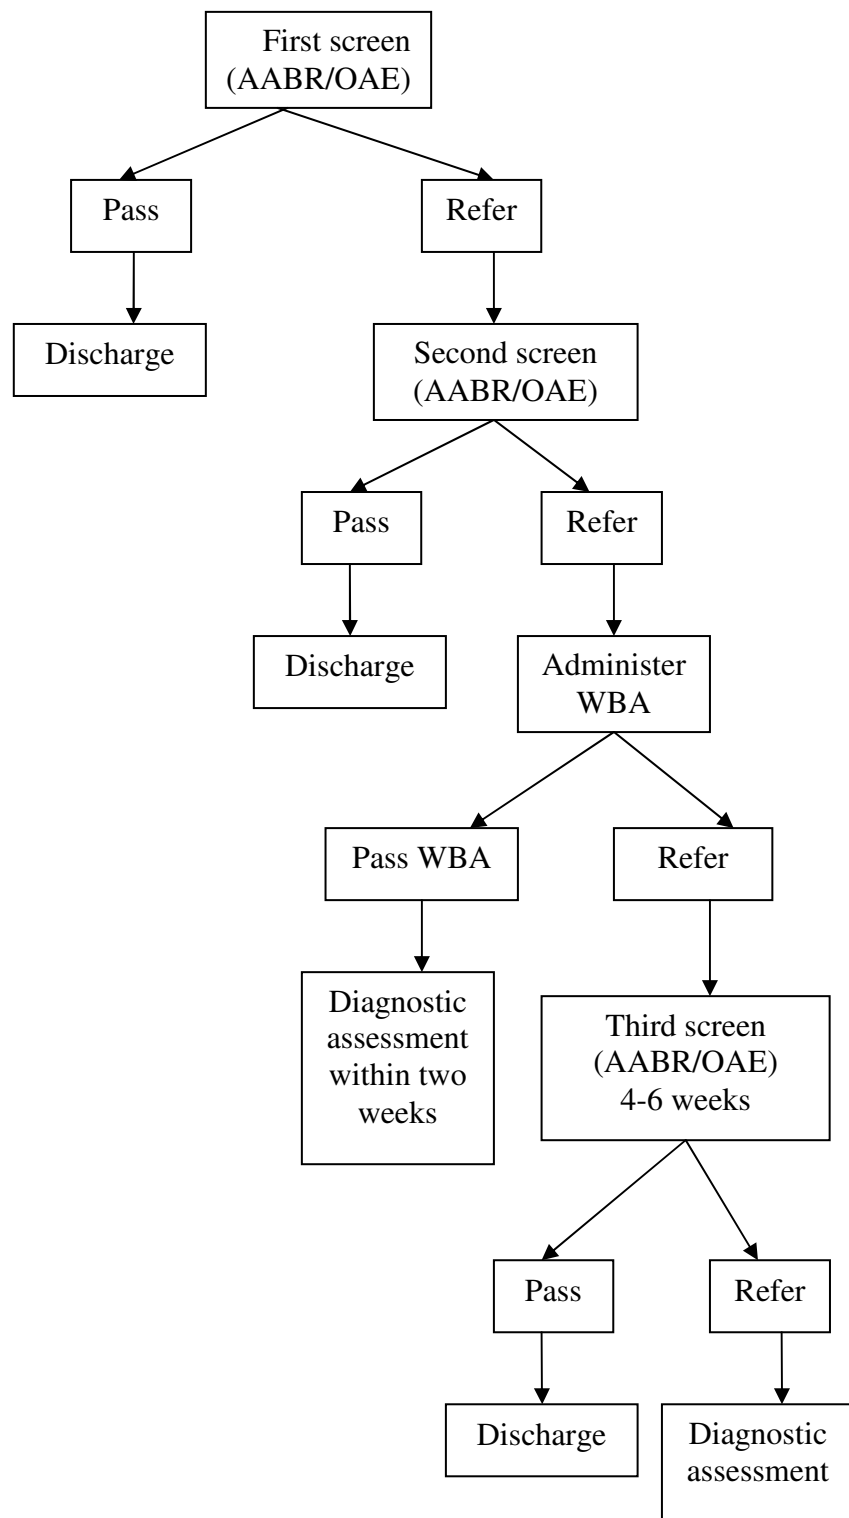 First screen
(AABR/OAE)
Pass
Refer
Discharge
Second screen
(AABR/OAE)
Pass
Refer
Discharge
Administer
WBA
Pass WBA
Refer
Diagnostic
assessment
within two
weeks
Third screen
(AABR/OAE)
4-6 weeks
Pass
Refer
Discharge
Diagnostic
assessment